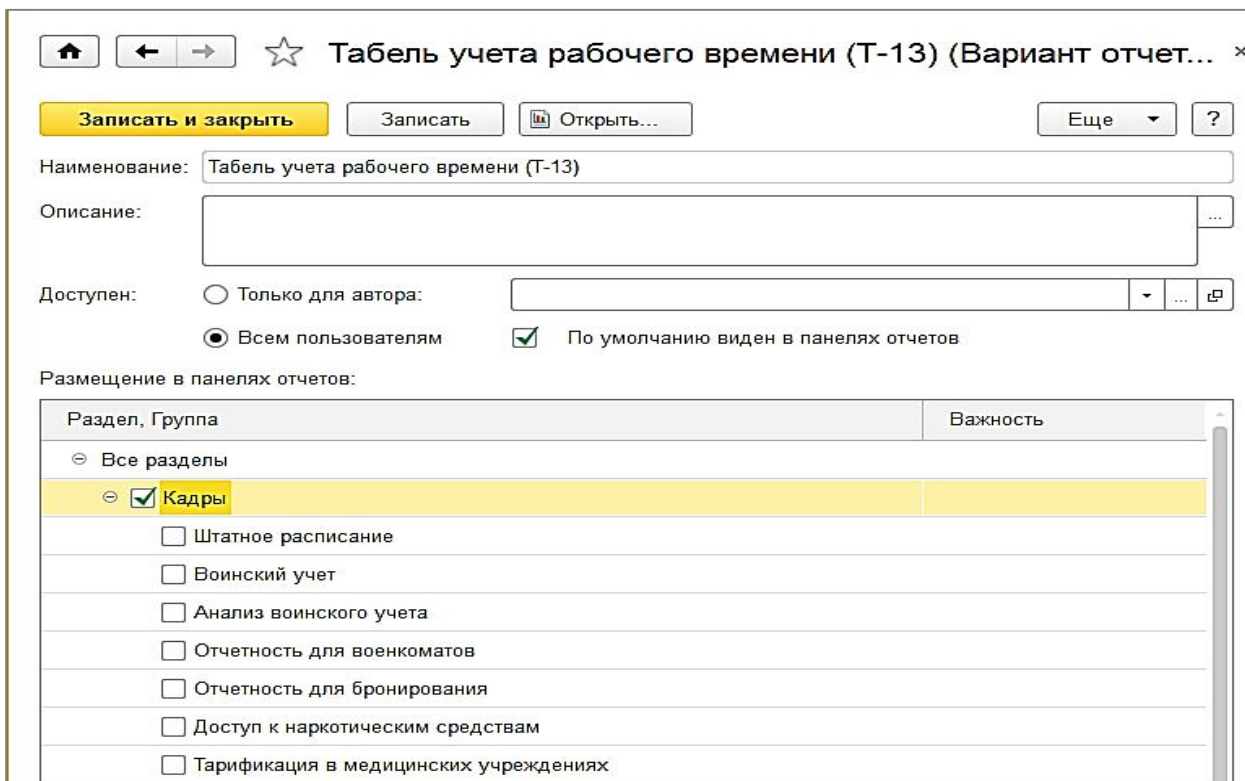 Табель учета рабочего времени (Т-13) (Вариант отчет...
Записать и закрыть Записать Открыть... Еще ?
Наименование: Табель учета рабочего времени (Т-13)
Описание: ...
Доступен: Только для автора: ...
Всем пользователям По умолчанию виден в панелях отчетов
Размещение в панелях отчетов:
Раздел, Группа Важность
Все разделы
Кадры
Штатное расписание
Воинский учет
Анализ воинского учета
Отчетность для военкоматов
Отчетность для бронирования
Доступ к наркотическим средствам
Тарификация в медицинских учреждениях